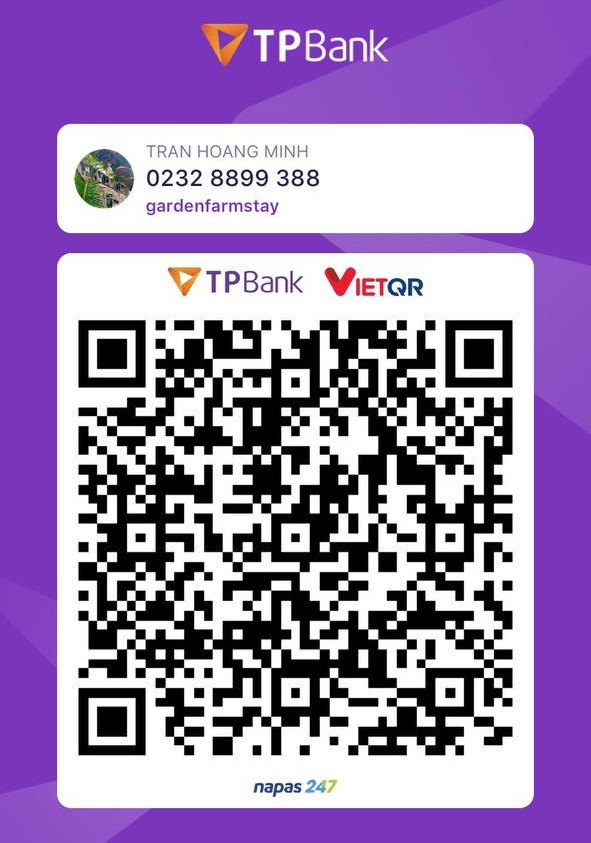 TPBank
TRAN HOANG MINH
0232 8899 388
gardenfarmstay
TPBank VIETQR
napas 247